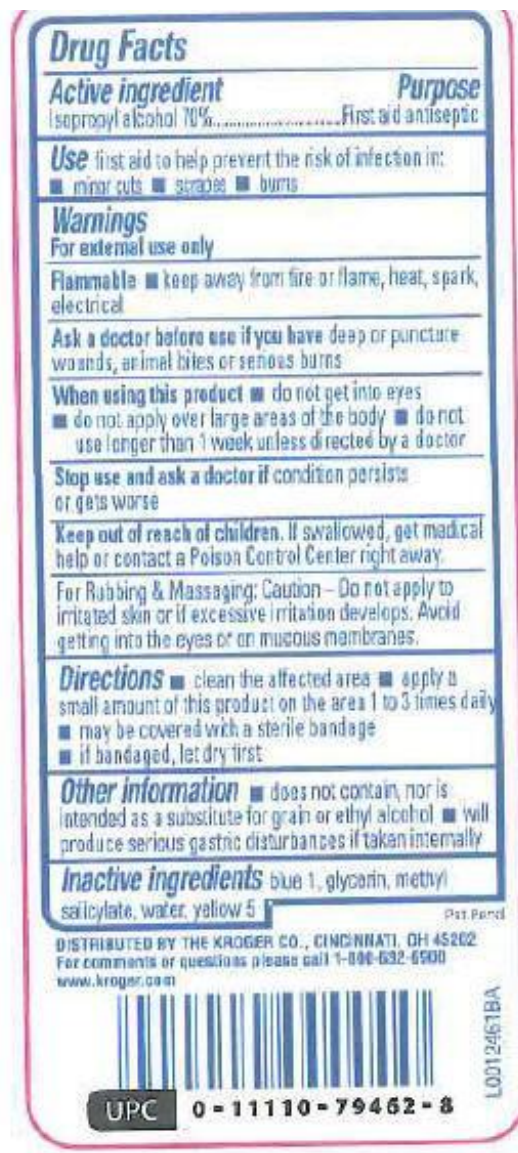 Drug Facts
Active ingredient Purpose
Isopropyl alcohol 70%..........................First aid antiseptic
Use first aid to help prevent the risk of infection in:
■ minor cuts ■ scrapes ■ burns
Warnings
For external use only
Flammable ■ keep away from fire or flame, heat, spark,
electrical
Ask a doctor before use if you have deep or puncture
wounds, animal bites or serious burns
When using this product ■ do not get into eyes
■ do not apply over large areas of the body ■ do not
use longer than 1 week unless directed by a doctor
Stop use and ask a doctor if condition persists
or gets worse
Keep out of reach of children. If swallowed, get medical
help or contact a Poison Control Center right away.
For Rubbing & Massaging: Caution – Do not apply to
irritated skin or if excessive irritation develops. Avoid
getting into the eyes or on mucous membranes.
Directions ■ clean the affected area ■ apply a
small amount of this product on the area 1 to 3 times daily
■ may be covered with a sterile bandage
■ if bandaged, let dry first
Other information ■ does not contain, nor is
intended as a substitute for grain or ethyl alcohol ■ will
produce serious gastric disturbances if taken internally
Inactive ingredients blue 1, glycerin, methyl
salicylate, water, yellow 5
Pat Pend
DISTRIBUTED BY THE KROGER CO., CINCINNATI, OH 45202
For comments or questions please call 1-800-632-6900
www.kroger.com
L0012461BA
UPC 0-11110-79462-8